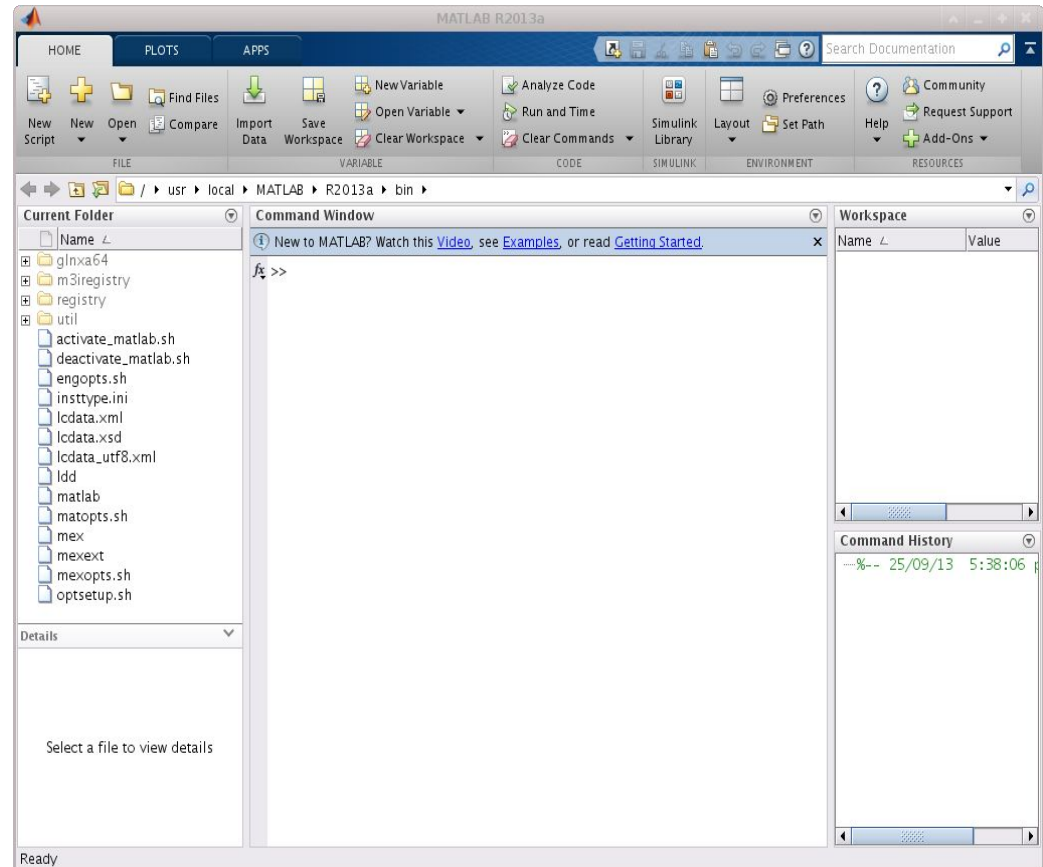 MATLAB R2013a
HOME PLOTS APPS Search Documentation
New Script New Open Find Files Compare Import Data Save Workspace New Variable Open Variable Clear Workspace Analyze Code Run and Time Clear Commands Simulink Library Layout Preferences Set Path Help Community Request Support Add-Ons
FILE VARIABLE CODE SIMULINK ENVIRONMENT RESOURCES
/ usr local MATLAB R2013a bin
Current Folder
Name
glnxa64
m3iregistry
registry
util
activate_matlab.sh
deactivate_matlab.sh
engopts.sh
insttype.ini
lcdata.xml
lcdata.xsd
lcdata_utf8.xml
ldd
matlab
matopts.sh
mex
mexext
mexopts.sh
optsetup.sh
Details
Select a file to view details
Command Window
New to MATLAB? Watch this Video, see Examples, or read Getting Started. x
fx >>
Workspace
Name Value
Command History
%-- 25/09/13 5:38:06
Ready